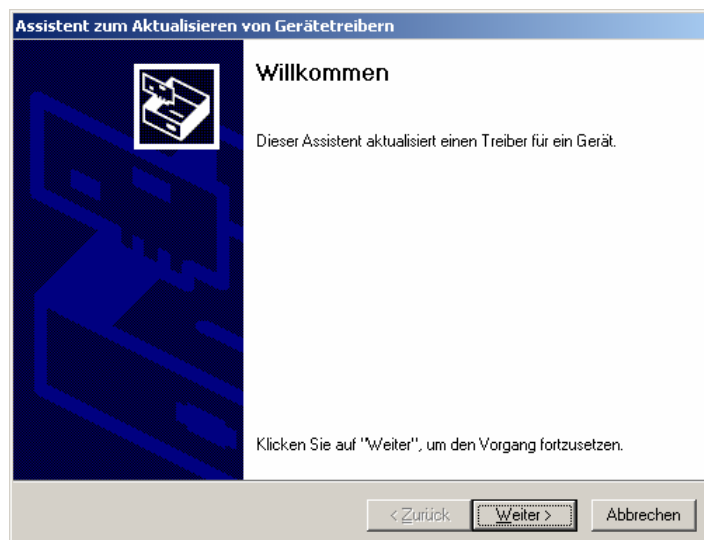 Assistent zum Aktualisieren von Gerätetreibern
Willkommen
Dieser Assistent aktualisiert einen Treiber für ein Gerät.
Klicken Sie auf "Weiter", um den Vorgang fortzusetzen.
< Zurück Weiter > Abbrechen